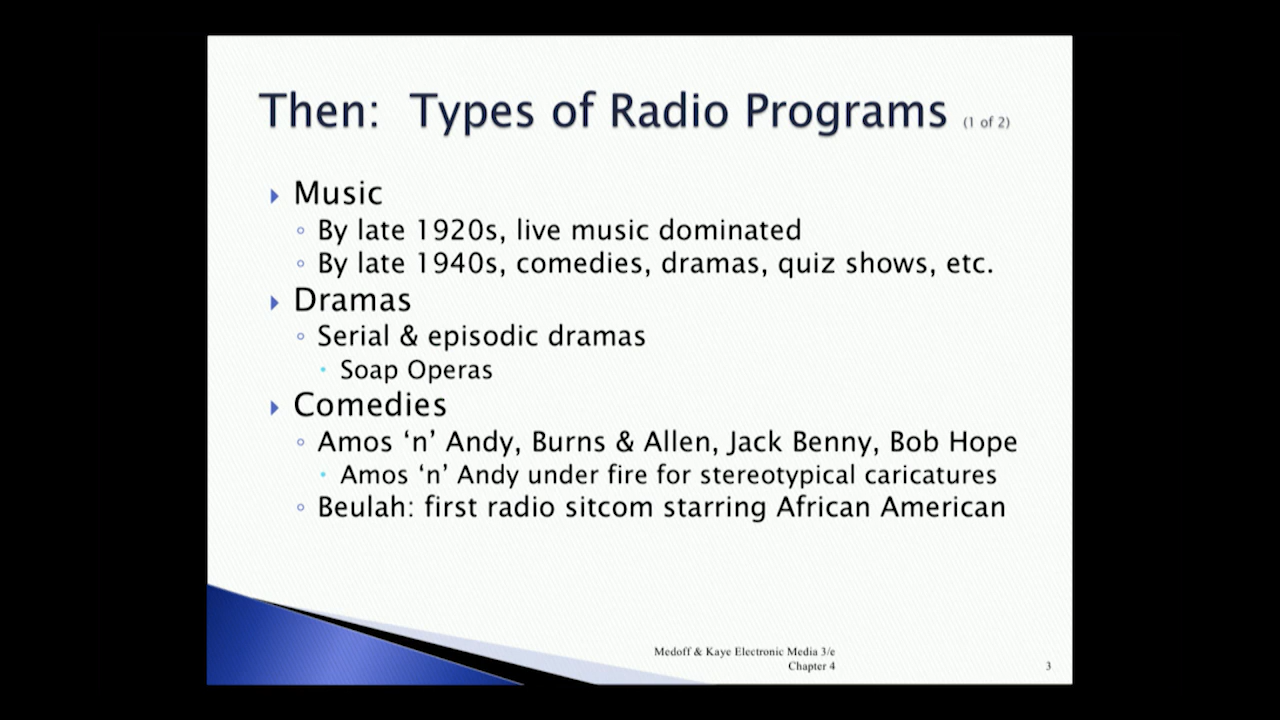 Then: Types of Radio Programs (1 of 2)
Music
By late 1920s, live music dominated
By late 1940s, comedies, dramas, quiz shows, etc.
Dramas
Serial & episodic dramas
Soap Operas
Comedies
Amos ‘n’ Andy, Burns & Allen, Jack Benny, Bob Hope
Amos ‘n’ Andy under fire for stereotypical caricatures
Beulah: first radio sitcom starring African American
Medoff & Kaye Electronic Media 3/e
Chapter 4
3